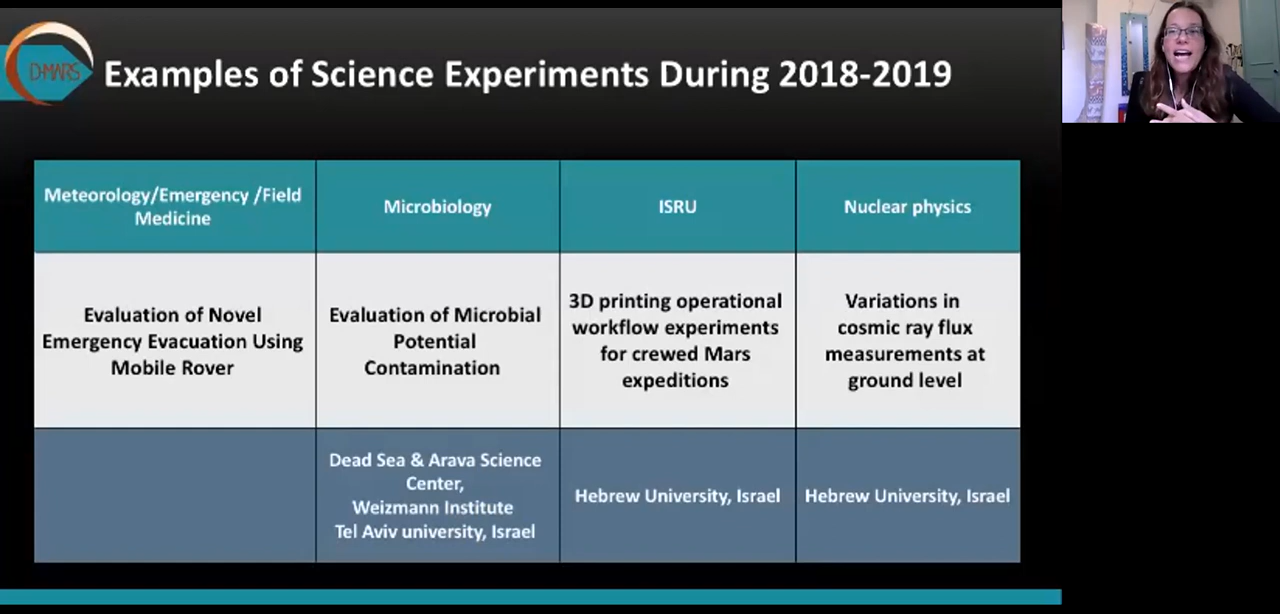 D-MARS
Examples of Science Experiments During 2018-2019
Meteorology/Emergency /Field
Medicine
Microbiology
ISRU
Nuclear physics
Evaluation of Novel
Emergency Evacuation Using
Mobile Rover
Evaluation of Microbial
Potential
Contamination
3D printing operational
workflow experiments
for crewed Mars
expeditions
Variations in
cosmic ray flux
measurements at
ground level
Dead Sea & Arava Science
Center,
Weizmann Institute
Tel Aviv university, Israel
Hebrew University, Israel
Hebrew University, Israel